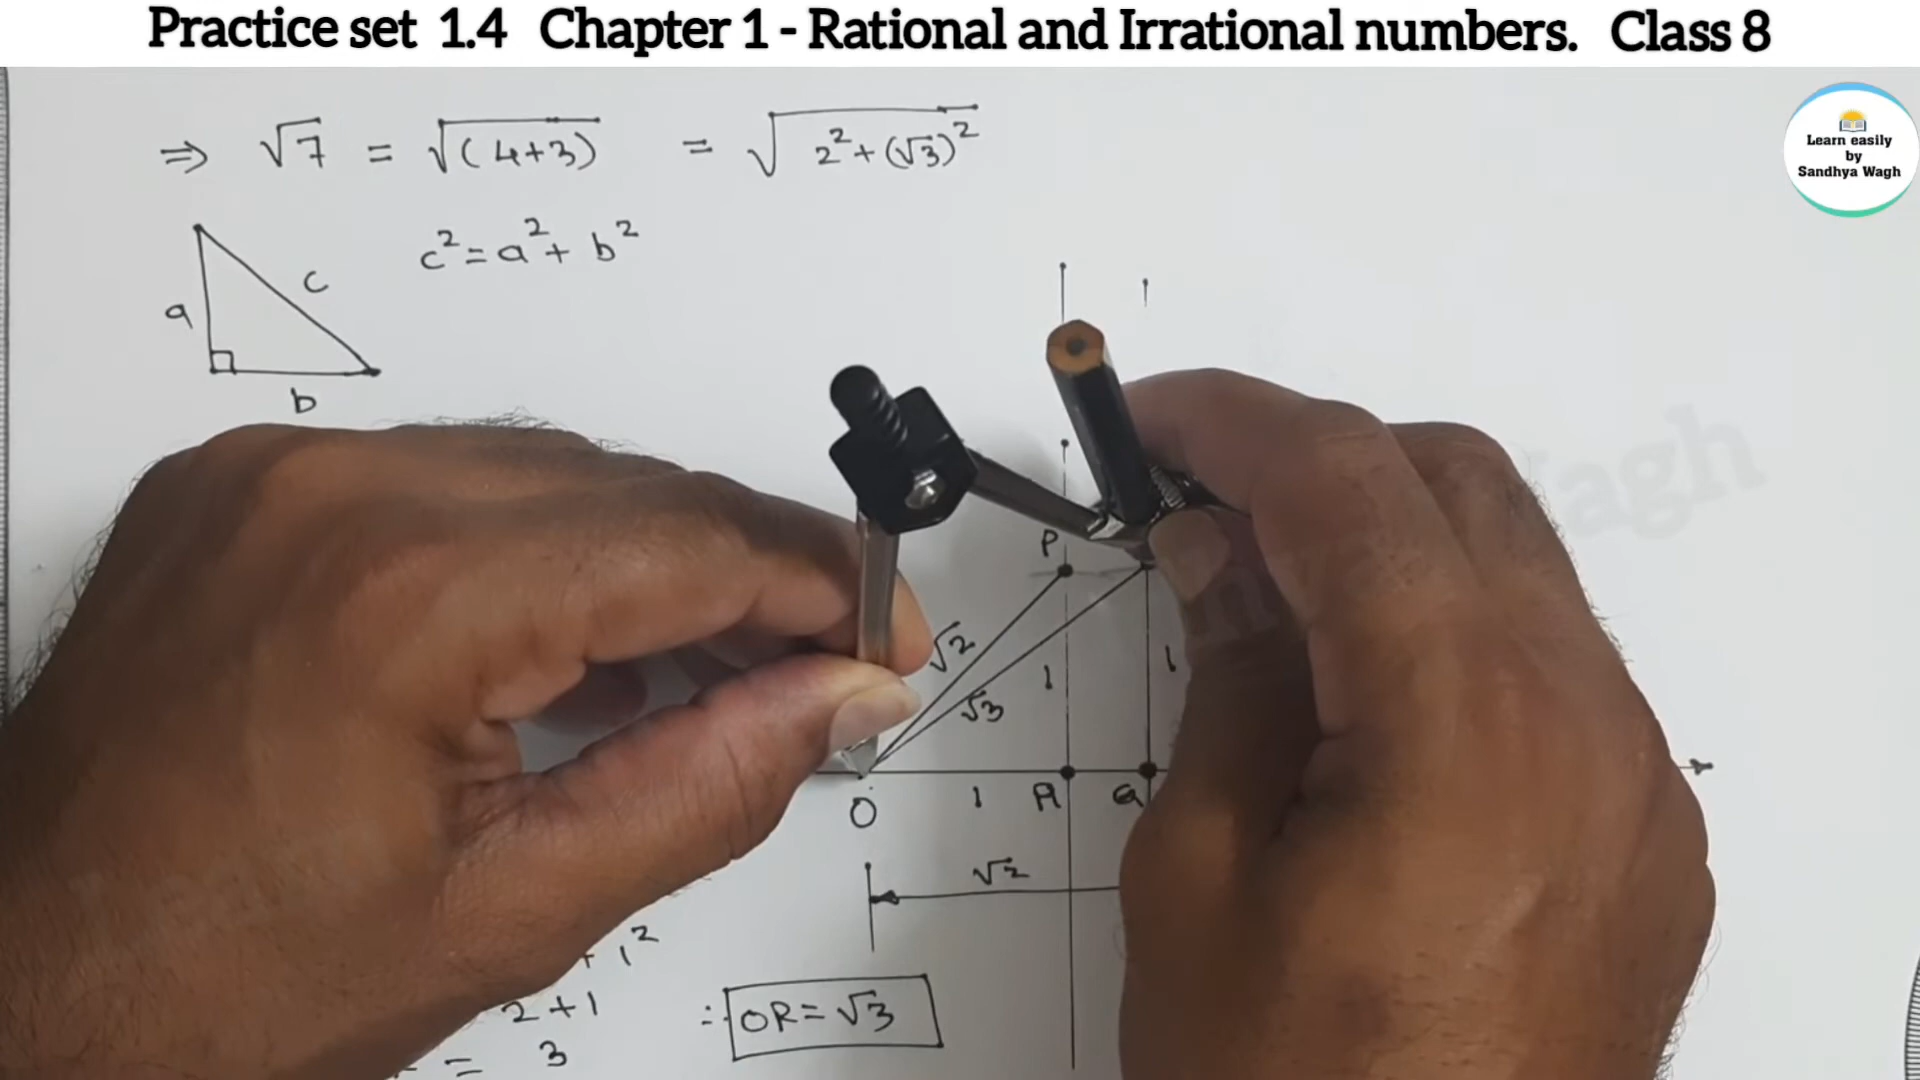 Practice set 1.4 Chapter 1 - Rational and Irrational numbers. Class 8
Learn easily
by
Sandhya Wagh
⇒ √7 = √(4+3) = √2² + (√3)²
c² = a² + b²
a
c
b
P
√2
1
1
√3
O
1
A
Q
√2
+ 1²
2 + 1
= 3
∴ OR = √3